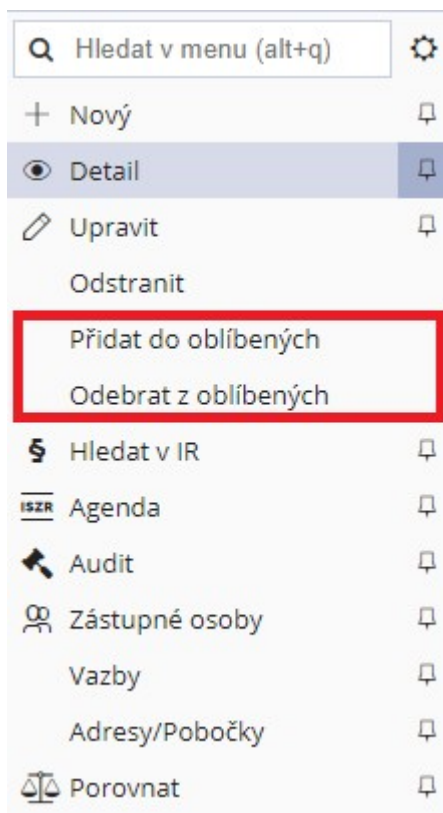 Hledat v menu (alt+q)
Nový
Detail
Upravit
Odstranit
Přidat do oblíbených
Odebrat z oblíbených
§ Hledat v IR
ISZR Agenda
Audit
Zástupné osoby
Vazby
Adresy/Pobočky
Porovnat